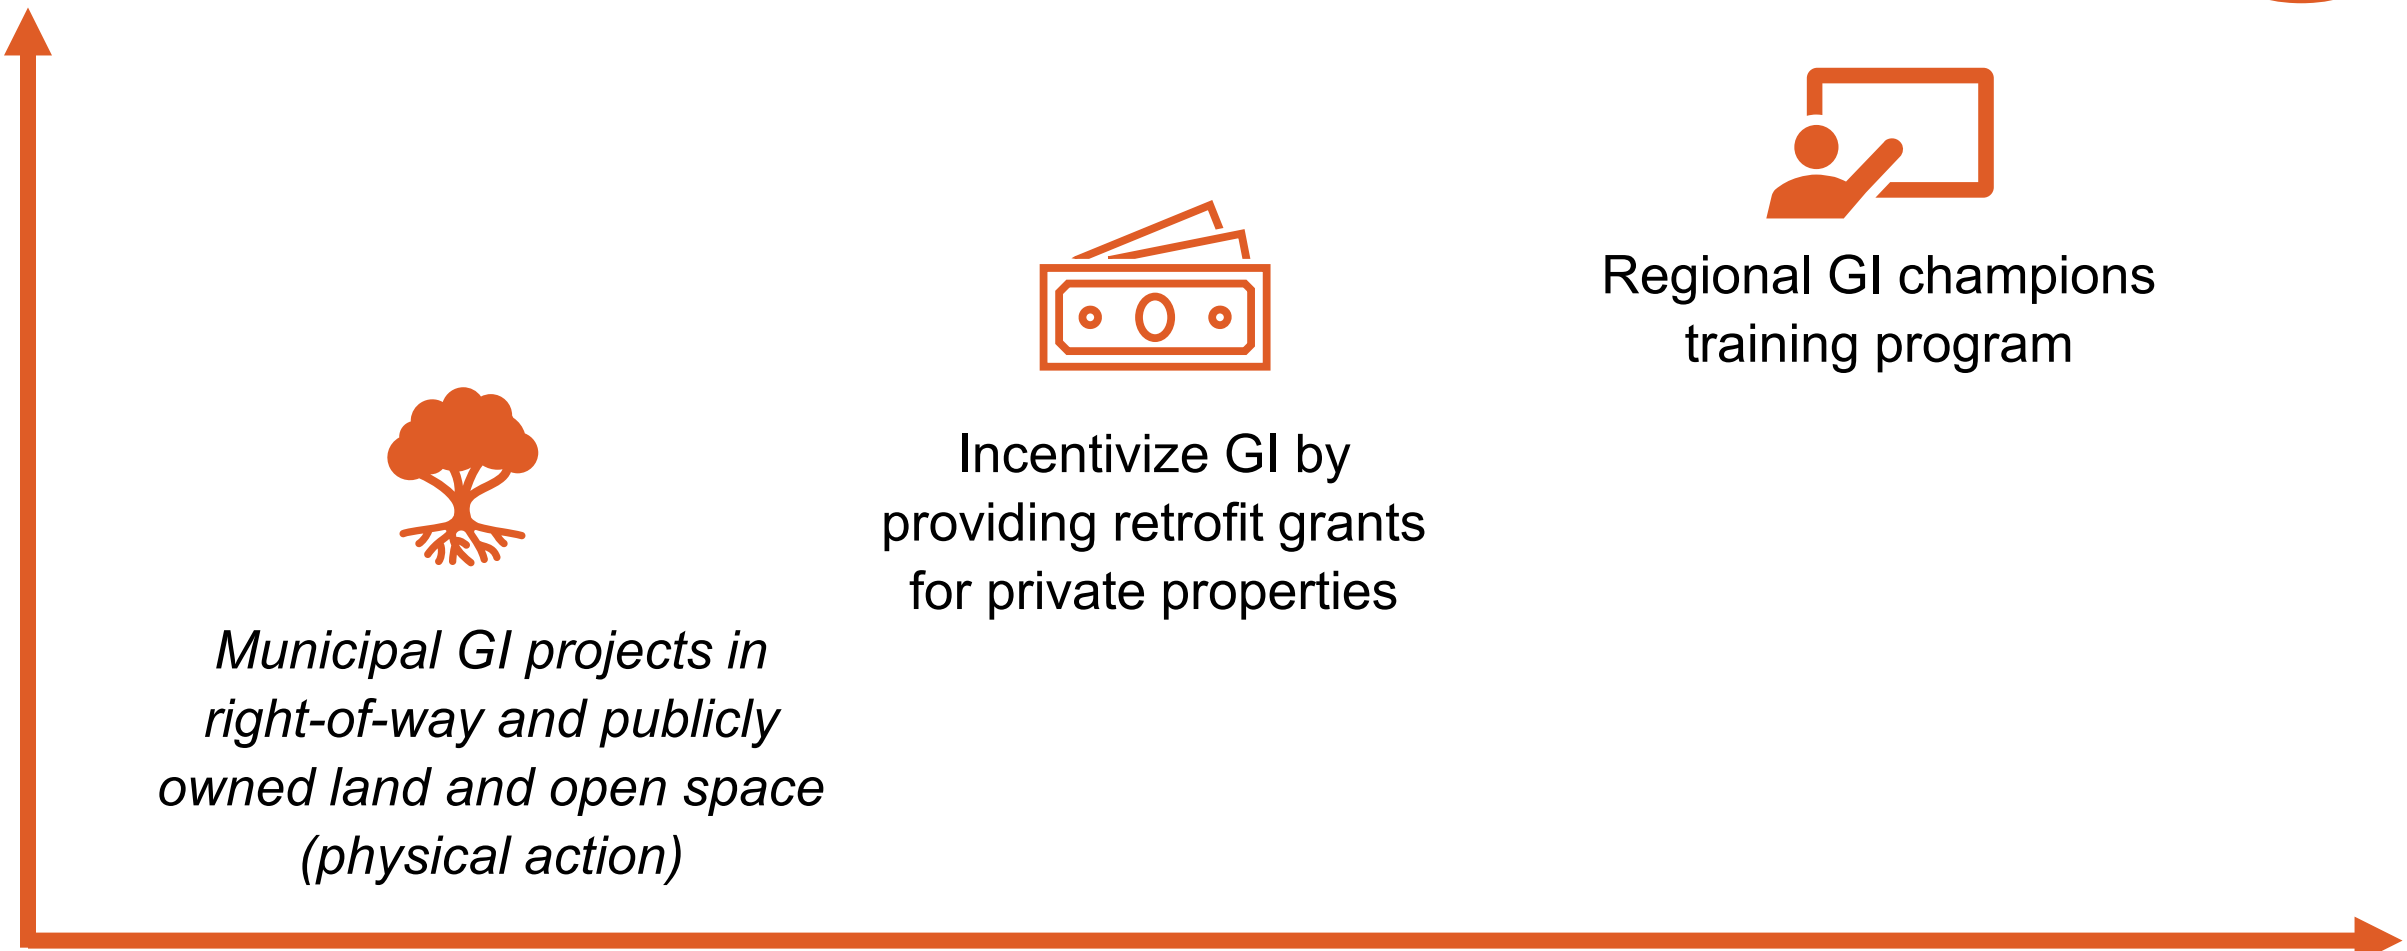 Regional GI champions
training program
Incentivize GI by
providing retrofit grants
for private properties
Municipal GI projects in
right-of-way and publicly
owned land and open space
(physical action)